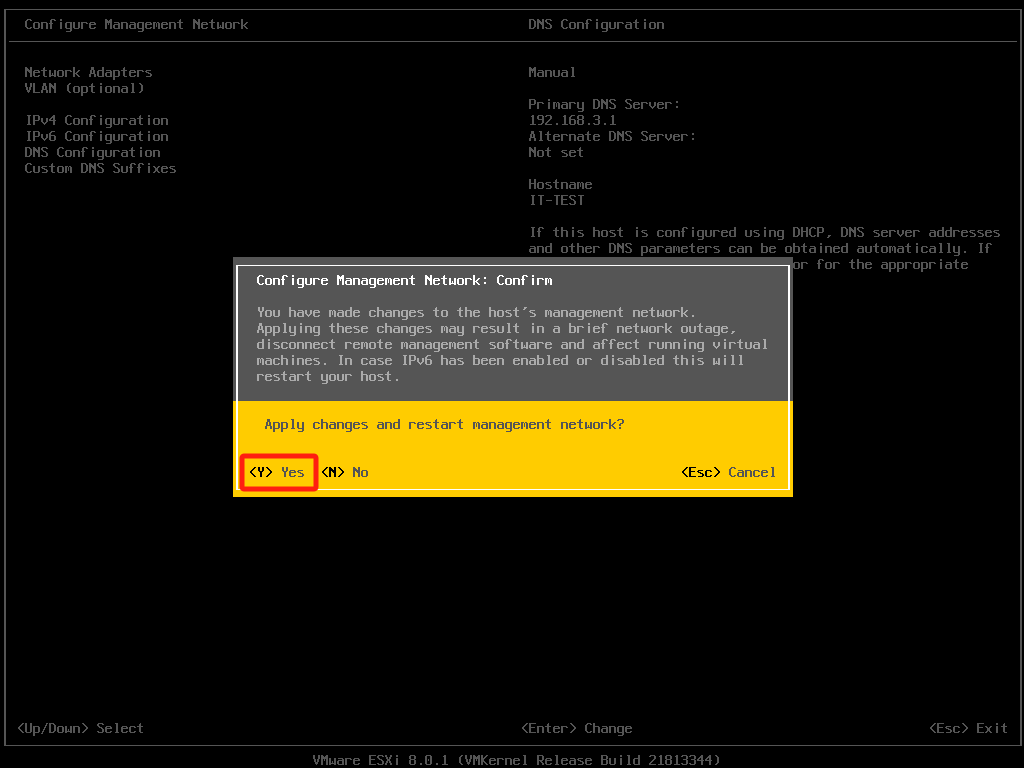 Configure Management Network
DNS Configuration
Network Adapters
VLAN (optional)
IPv4 Configuration
IPv6 Configuration
DNS Configuration
Custom DNS Suffixes
Manual
Primary DNS Server:
192.168.3.1
Alternate DNS Server:
Not set
Hostname
IT-TEST
If this host is configured using DHCP, DNS server addresses
and other DNS parameters can be obtained automatically. If
or for the appropriate
Configure Management Network: Confirm
You have made changes to the host's management network.
Applying these changes may result in a brief network outage,
disconnect remote management software and affect running virtual
machines. In case IPv6 has been enabled or disabled this will
restart your host.
Apply changes and restart management network?
<Y> Yes <N> No <Esc> Cancel
<Up/Down> Select <Enter> Change <Esc> Exit
VMware ESXi 8.0.1 (VMKernel Release Build 21813344)